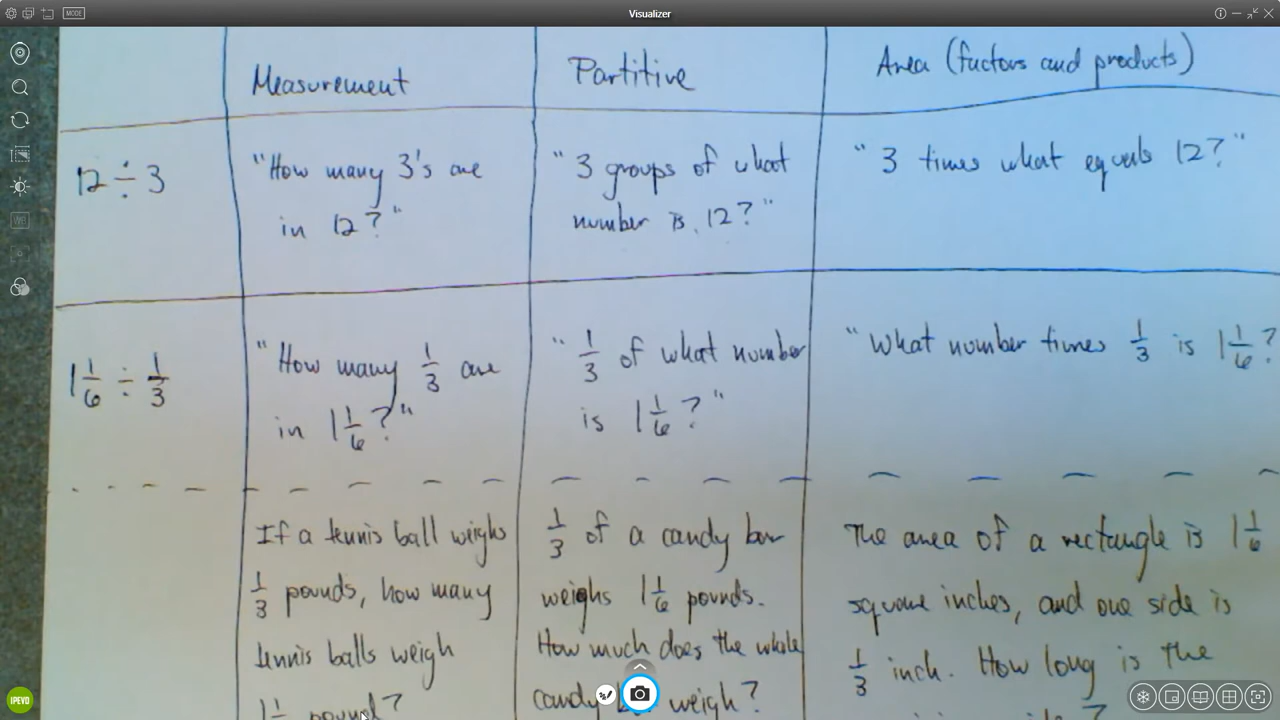 MODE
Visualizer
Measurement
Partitive
Area (factors and products)
12 ÷ 3
"How many 3's are
in 12?"
"3 groups of what
number is 12?"
"3 times what equals 12?"
1 1/6 ÷ 1/3
"How many 1/3 are
in 1 1/6?"
"1/3 of what number
is 1 1/6?"
"What number times 1/3 is 1 1/6?
If a tennis ball weighs
1/3 pounds, how many
tennis balls weigh
pound?
1/3 of a candy bar
weighs 1 1/6 pounds.
How much does the whole
candy bar weigh?
The area of a rectangle is 1 1/6
square inches, and one side is
1/3 inch. How long is the
IPEVO